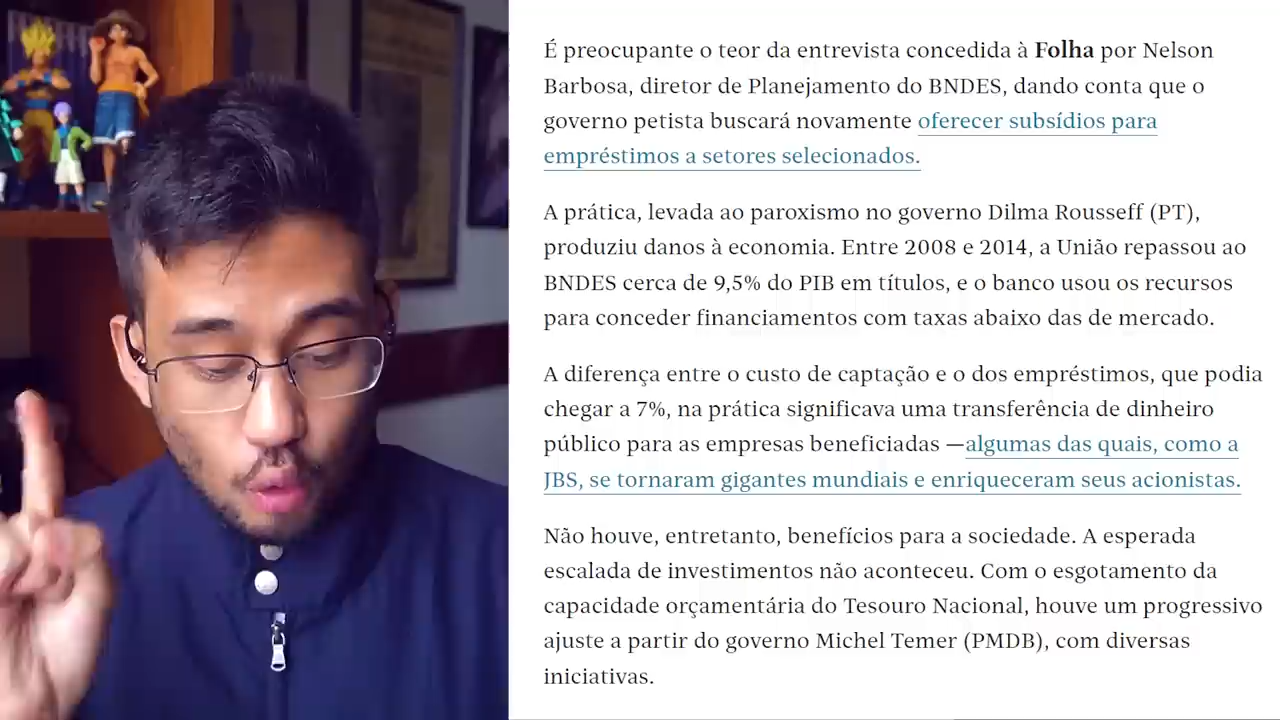 É preocupante o teor da entrevista concedida à Folha por Nelson
Barbosa, diretor de Planejamento do BNDES, dando conta que o
governo petista buscará novamente oferecer subsídios para
empréstimos a setores selecionados.
A prática, levada ao paroxismo no governo Dilma Rousseff (PT),
produziu danos à economia. Entre 2008 e 2014, a União repassou ao
BNDES cerca de 9,5% do PIB em títulos, e o banco usou os recursos
para conceder financiamentos com taxas abaixo das de mercado.
A diferença entre o custo de captação e o dos empréstimos, que podia
chegar a 7%, na prática significava uma transferência de dinheiro
público para as empresas beneficiadas —algumas das quais, como a
JBS, se tornaram gigantes mundiais e enriqueceram seus acionistas.
Não houve, entretanto, benefícios para a sociedade. A esperada
escalada de investimentos não aconteceu. Com o esgotamento da
capacidade orçamentária do Tesouro Nacional, houve um progressivo
ajuste a partir do governo Michel Temer (PMDB), com diversas
iniciativas.